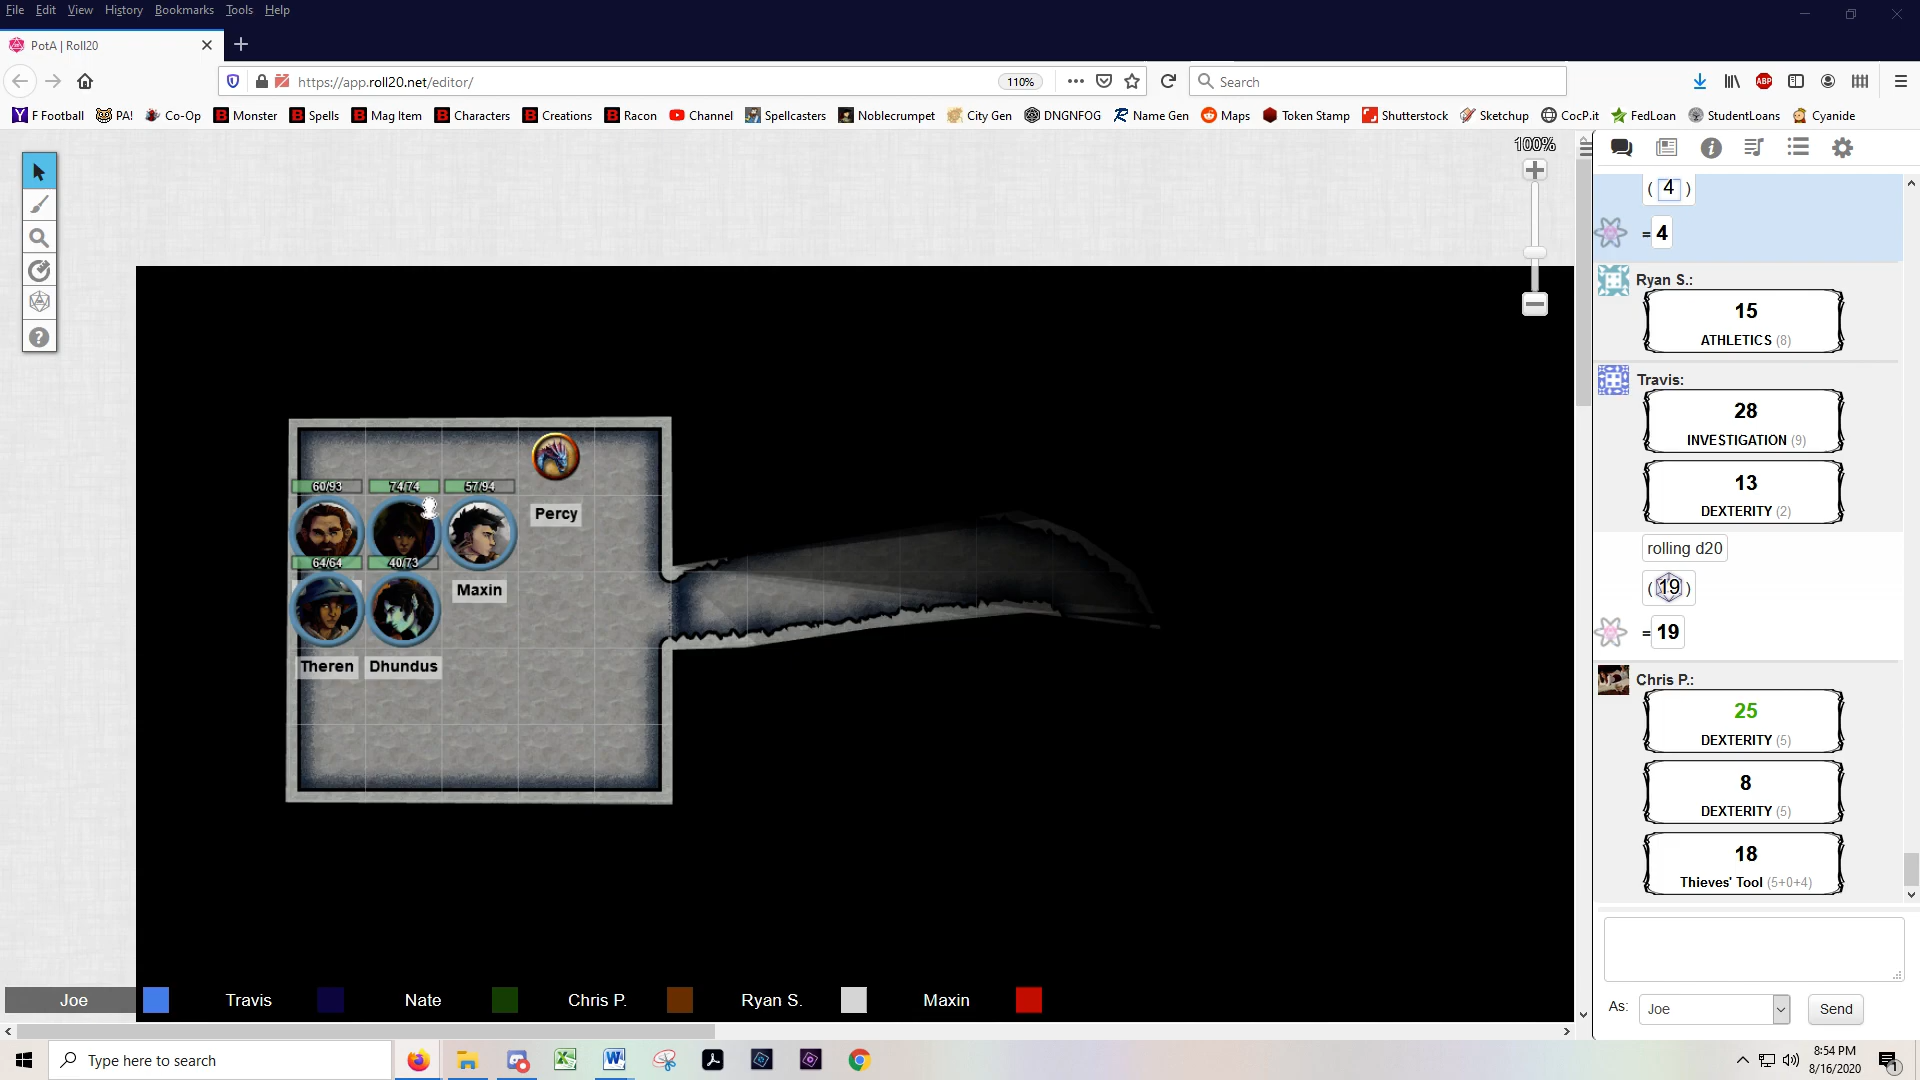 File Edit View History Bookmarks Tools Help
PotA | Roll20
https://app.roll20.net/editor/ 110% Search
F Football PA! Co-Op Monster Spells Mag Item Characters Creations Racon Channel Spellcasters Noblecrumpet City Gen DNGNFOG Name Gen Maps Token Stamp Shutterstock Sketchup CocP.it FedLoan StudentLoans Cyanide
ABP
100%
(4)
=4
Ryan S.:
15
ATHLETICS (8)
Travis:
28
INVESTIGATION (9)
13
DEXTERITY (2)
rolling d20
(19)
=19
Chris P.:
25
DEXTERITY (5)
8
DEXTERITY (5)
18
Thieves' Tool (5+0+4)
60/93 74/74 57/94
Percy
64/64 40/73
Maxin
Theren Dhundus
Joe Travis Nate Chris P. Ryan S. Maxin
As: Joe Send
Type here to search
8:54 PM
8/16/2020
1